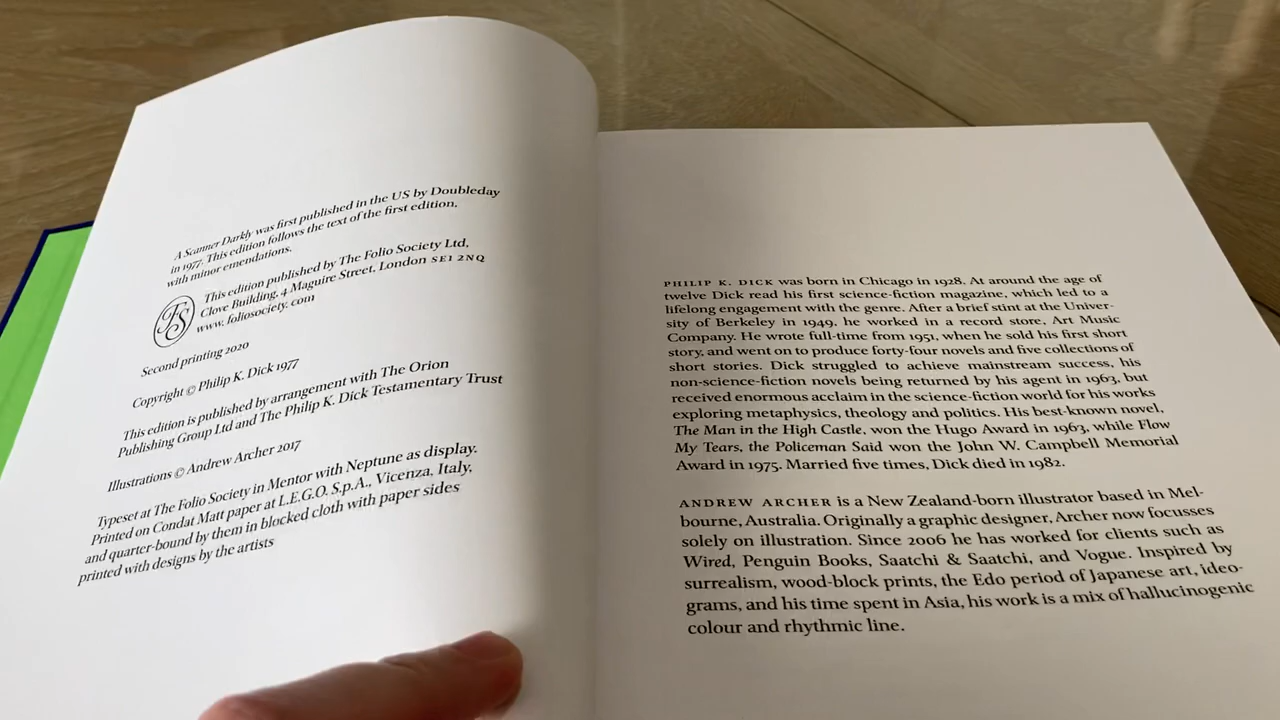 A Scanner Darkly was first published in the US by Doubleday
in 1977. This edition follows the text of the first edition,
with minor emendations.
This edition published by The Folio Society Ltd,
Clove Building, 4 Maguire Street, London SE1 2NQ
www.foliosociety.com
FS
Second printing 2020
Copyright © Philip K. Dick 1977
This edition is published by arrangement with The Orion
Publishing Group Ltd and The Philip K. Dick Testamentary Trust
Illustrations © Andrew Archer 2017
Typeset at The Folio Society in Mentor with Neptune as display.
Printed on Condat Matt paper at L.E.G.O. S.p.A., Vicenza, Italy,
and quarter-bound by them in blocked cloth with paper sides
printed with designs by the artists
PHILIP K. DICK was born in Chicago in 1928. At around the age of
twelve Dick read his first science-fiction magazine, which led to a
lifelong engagement with the genre. After a brief stint at the Univer-
sity of Berkeley in 1949, he worked in a record store, Art Music
Company. He wrote full-time from 1951, when he sold his first short
story, and went on to produce forty-four novels and five collections of
short stories. Dick struggled to achieve mainstream success, his
non-science-fiction novels being returned by his agent in 1963, but
received enormous acclaim in the science-fiction world for his works
exploring metaphysics, theology and politics. His best-known novel,
The Man in the High Castle, won the Hugo Award in 1963, while Flow
My Tears, the Policeman Said won the John W. Campbell Memorial
Award in 1975. Married five times, Dick died in 1982.
ANDREW ARCHER is a New Zealand-born illustrator based in Mel-
bourne, Australia. Originally a graphic designer, Archer now focusses
solely on illustration. Since 2006 he has worked for clients such as
Wired, Penguin Books, Saatchi & Saatchi, and Vogue. Inspired by
surrealism, wood-block prints, the Edo period of Japanese art, ideo-
grams, and his time spent in Asia, his work is a mix of hallucinogenic
colour and rhythmic line.